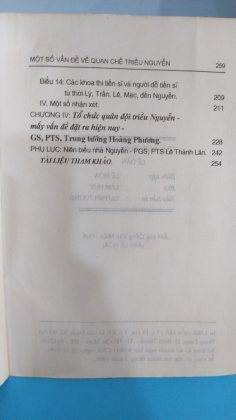 MỘT SỐ VẤN ĐỀ VỀ QUAN CHẾ TRIỀU NGUYỄN 259
Biểu 14: Các khoa thi tiến sĩ và người đỗ tiến sĩ
từ thời Lý, Trần, Lê, Mạc, đến Nguyễn. 209
IV. Một số nhận xét. 211
CHƯƠNG IV: Tổ chức quân đội triều Nguyễn -
mấy vấn đề đặt ra hiện nay -
GS, PTS, Trung tướng Hoàng Phương. 228
PHỤ LỤC: Niên biểu nhà Nguyễn - PGS, PTS Lê Thành Lân. 242
TÀI LIỆU THAM KHẢO. 254